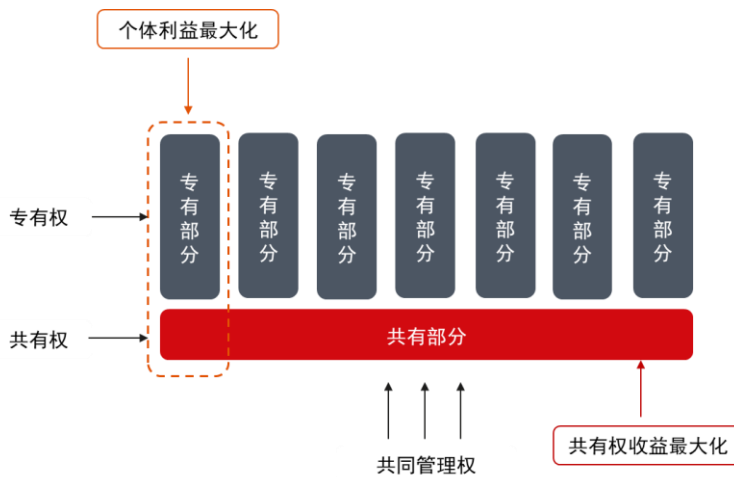 个体利益最大化
专有权
专有部分
专有部分
专有部分
专有部分
专有部分
专有部分
专有部分
共有权
共有部分
共同管理权
共有权收益最大化